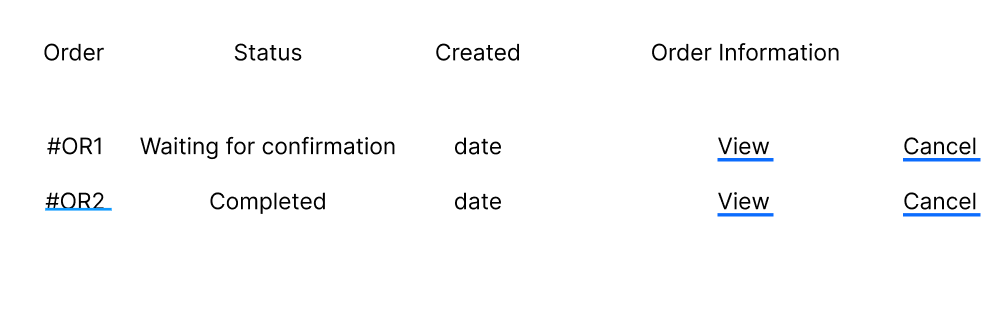 Order Status Created Order Information
#OR1 Waiting for confirmation date View Cancel
#OR2 Completed date View Cancel